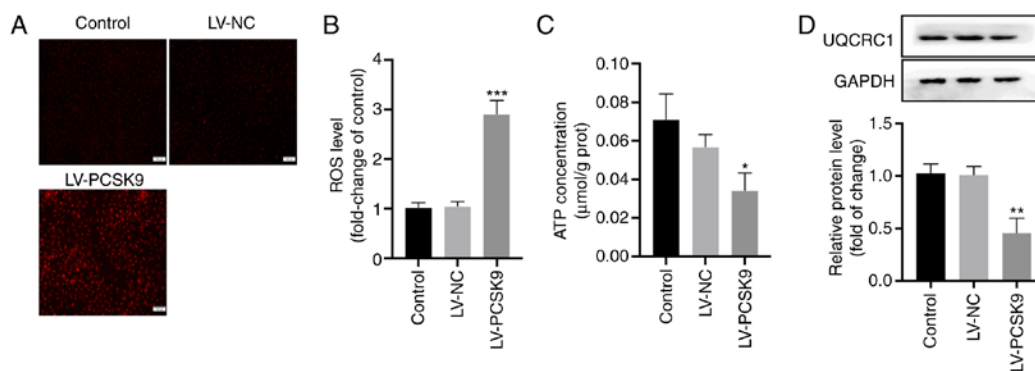 A
Control
LV-NC
LV-PCSK9
B
ROS level
(fold-change of control)
4
3
2
1
0
***
Control
LV-NC
LV-PCSK9
C
ATP concentration
(μmol/g prot)
0.10
0.08
0.06
0.04
0.02
0.00
*
Control
LV-NC
LV-PCSK9
D
UQCRC1
GAPDH
Relative protein level
(fold of change)
1.5
1.0
0.5
0.0
**
Control
LV-NC
LV-PCSK9